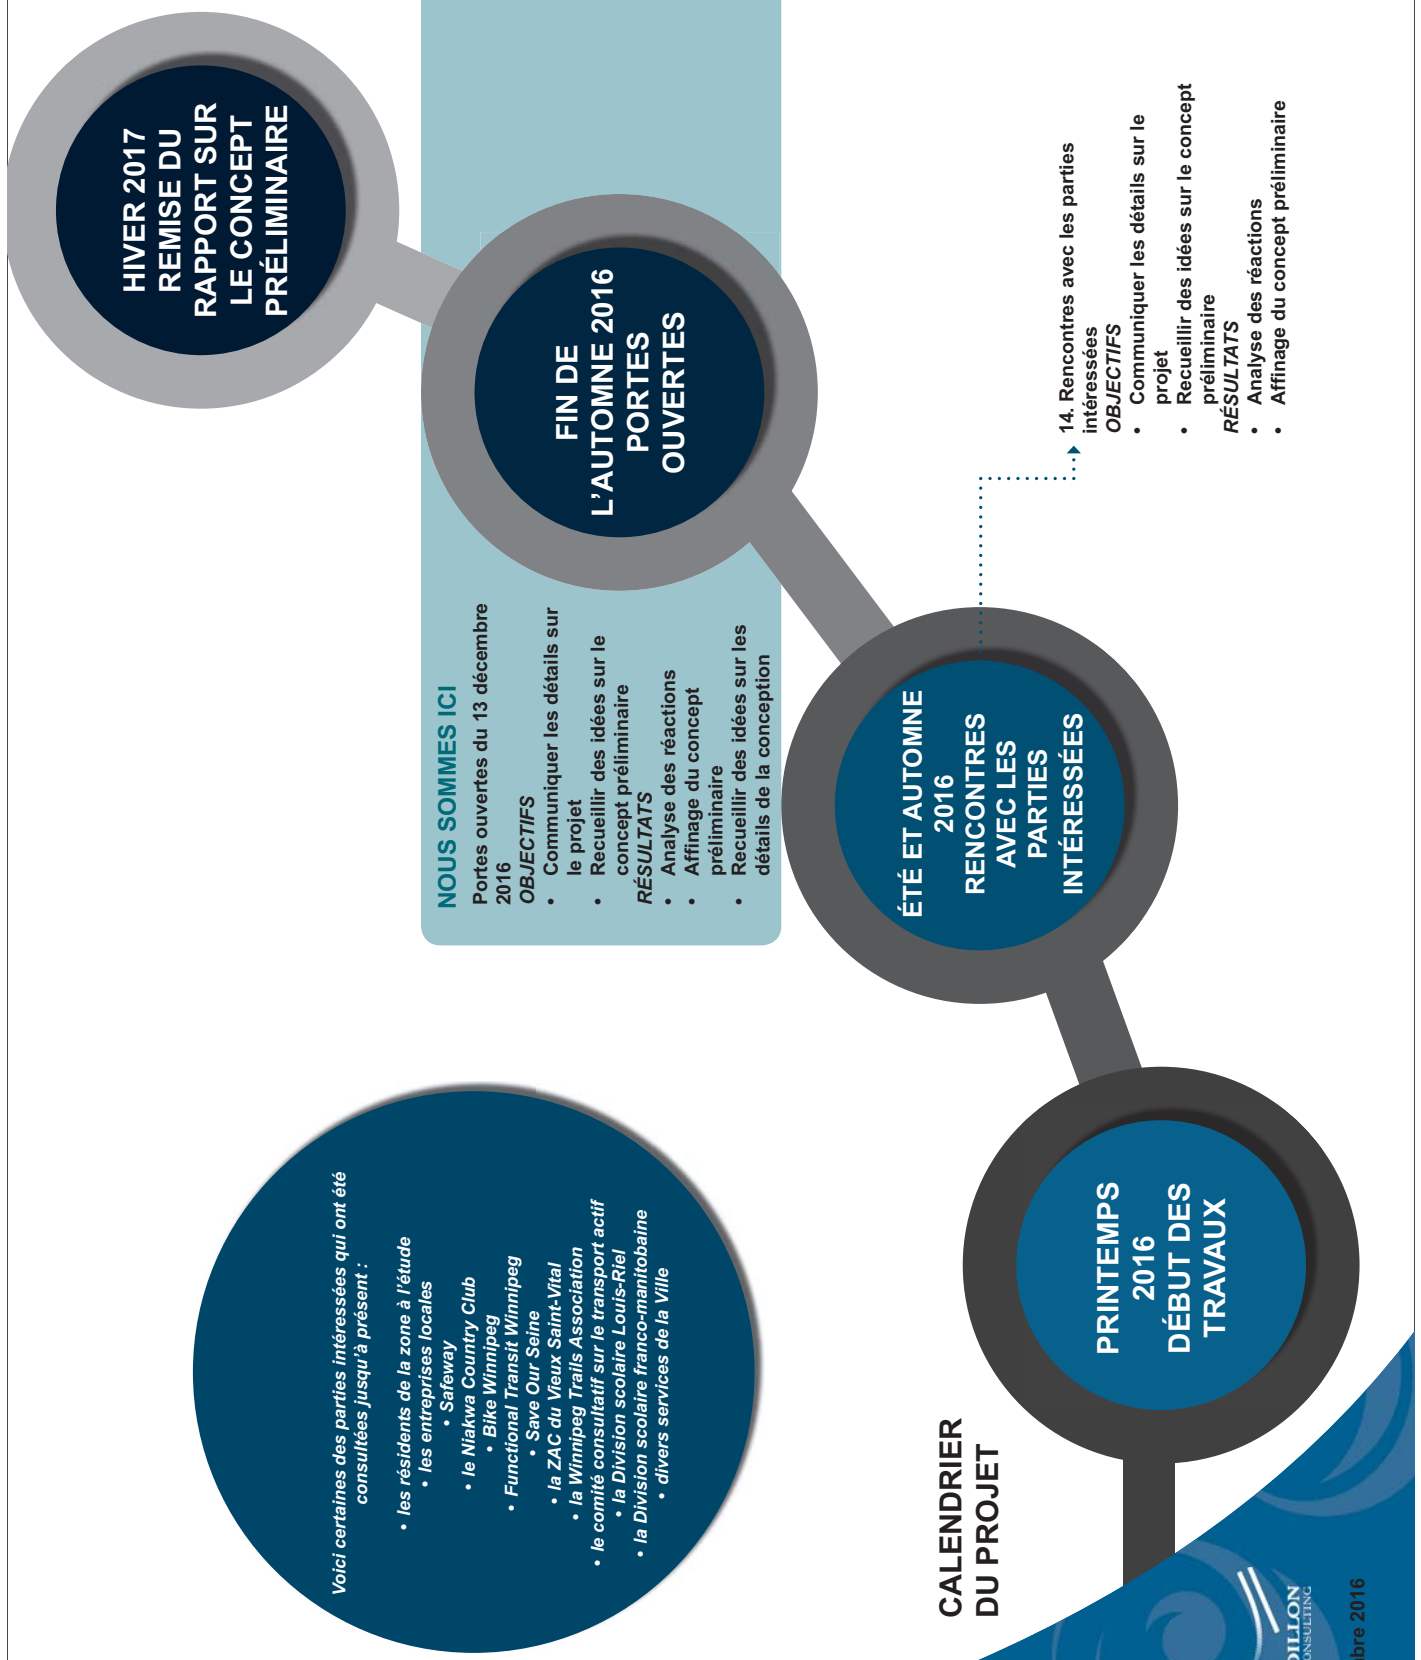 CALENDRIER
DU PROJET
PRINTEMPS
2016
DÉBUT DES
TRAVAUX
ÉTÉ ET AUTOMNE
2016
RENCONTRES
AVEC LES
PARTIES
INTÉRESSÉES
14. Rencontres avec les parties
intéressées
OBJECTIFS
• Communiquer les détails sur le
projet
• Recueillir des idées sur le concept
préliminaire
RÉSULTATS
• Analyse des réactions
• Affinage du concept préliminaire
NOUS SOMMES ICI
Portes ouvertes du 13 décembre
2016
OBJECTIFS
• Communiquer les détails sur
le projet
• Recueillir des idées sur le
concept préliminaire
RÉSULTATS
• Analyse des réactions
• Affinage du concept
préliminaire
• Recueillir des idées sur les
détails de la conception
FIN DE
L’AUTOMNE 2016
PORTES
OUVERTES
HIVER 2017
REMISE DU
RAPPORT SUR
LE CONCEPT
PRÉLIMINAIRE
Voici certaines des parties intéressées qui ont été
consultées jusqu’à présent :
• les résidents de la zone à l’étude
• les entreprises locales
• Safeway
• le Niakwa Country Club
• Bike Winnipeg
• Functional Transit Winnipeg
• Save Our Seine
• la ZAC du Vieux Saint-Vital
• la Winnipeg Trails Association
• le comité consultatif sur le transport actif
• la Division scolaire Louis-Riel
• la Division scolaire franco-manitobaine
• divers services de la Ville
DILLON
CONSULTING
2016